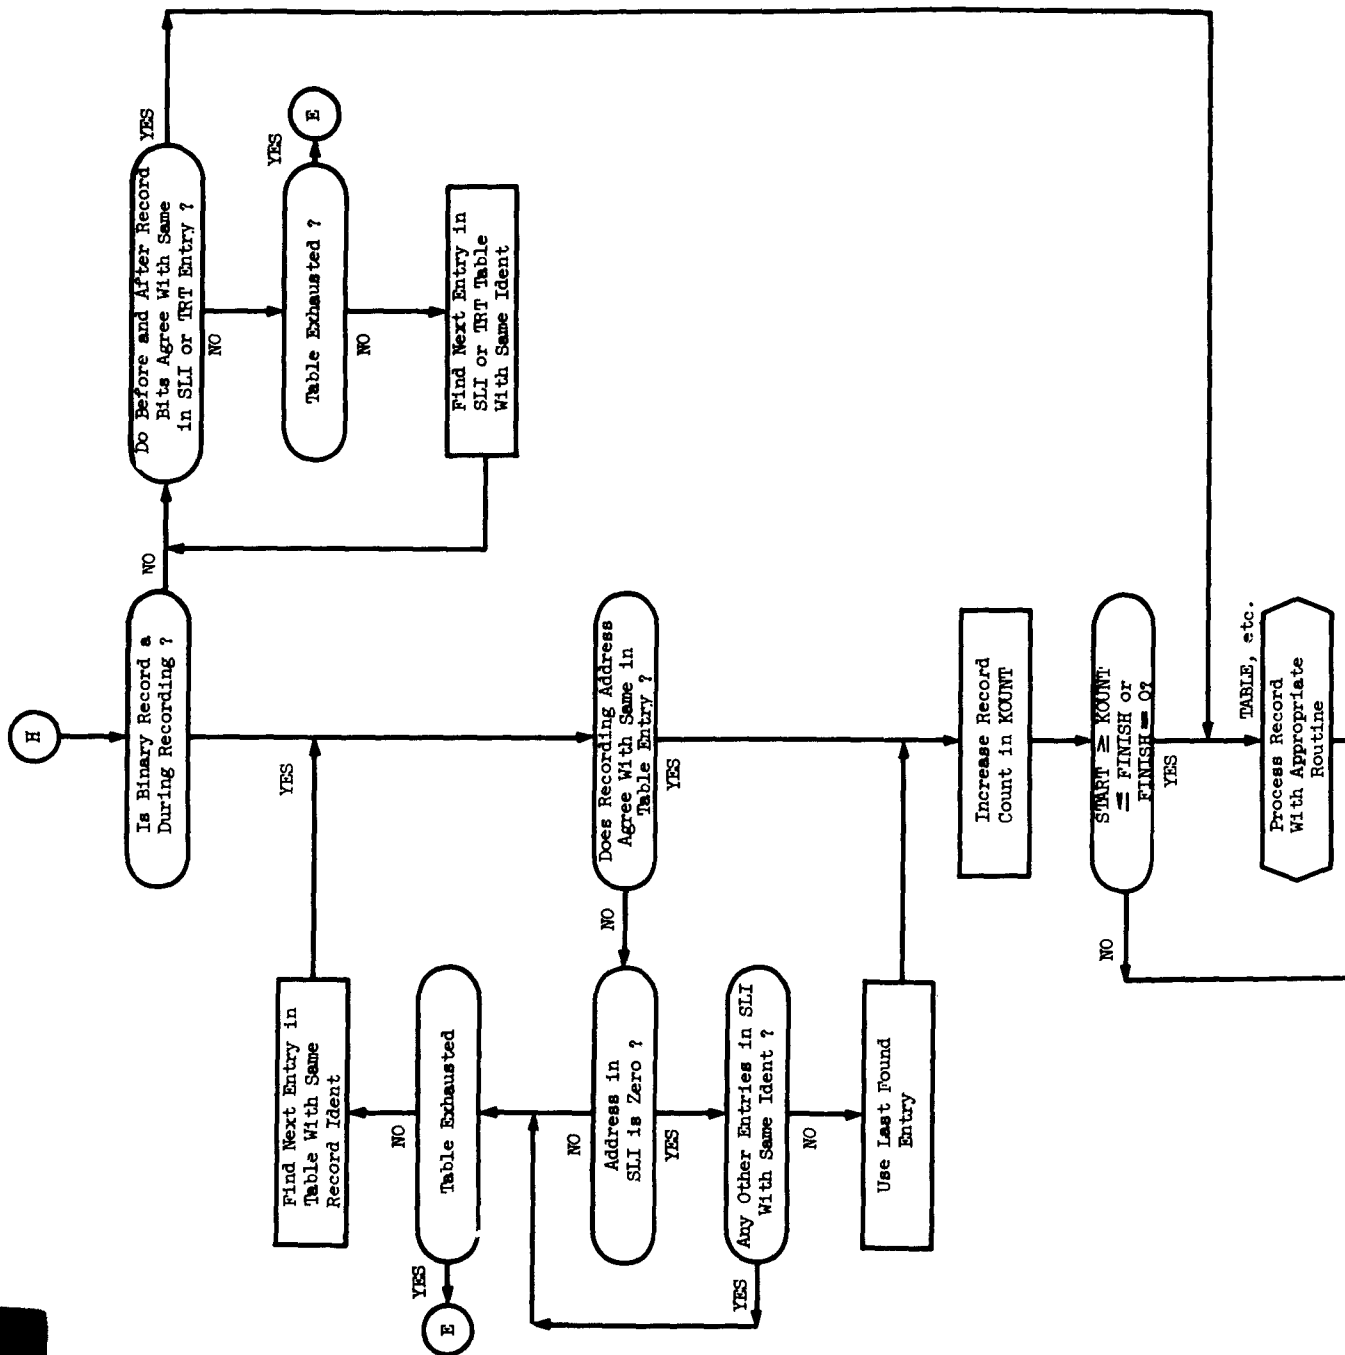 H
Is Binary Record a
During Recording ?
NO
Do Before and After Record
Bits Agree With Same
in SLI or TRT Entry ?
YES
NO
Table Exhausted ?
YES
E
NO
Find Next Entry in
SLI or TRT Table
With Same Ident
YES
Find Next Entry in
Table With Same
Record Ident
NO
Table Exhausted
YES
E
Does Recording Address
Agree With Same in
Table Entry ?
YES
NO
Address in
SLI is Zero ?
NO
YES
Any Other Entries in SLI
With Same Ident ?
YES
NO
Use Last Found
Entry
Increase Record
Count in KOUNT
START ≥ KOUNT
= FINISH or
FINISH = 0?
YES
NO
TABLE, etc.
Process Record
With Appropriate
Routine